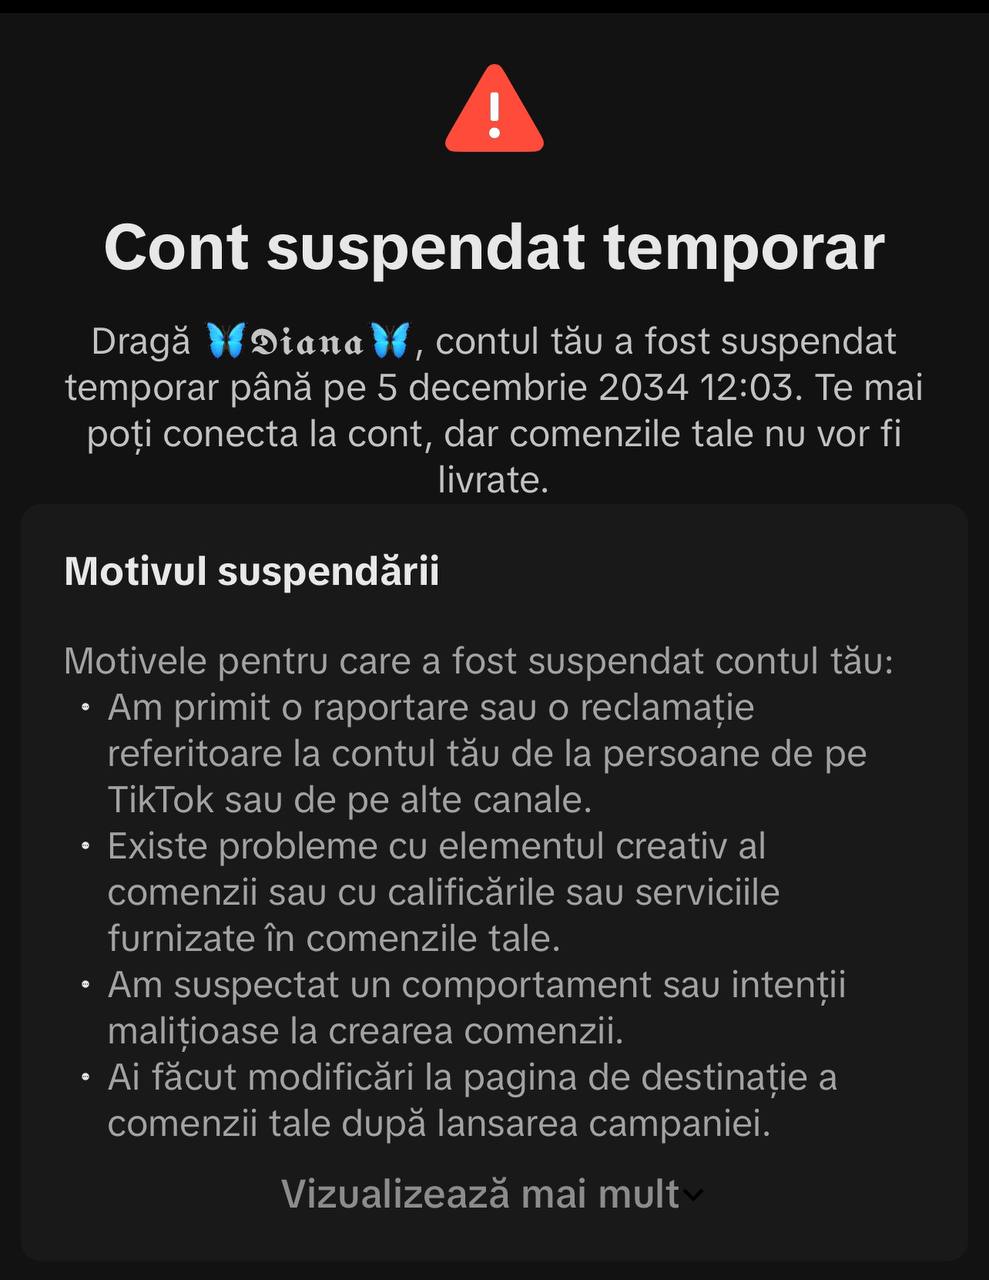 Cont suspendat temporar
Dragă 🦋𝕯𝖎𝖆𝖓𝖆🦋, contul tău a fost suspendat
temporar până pe 5 decembrie 2034 12:03. Te mai
poți conecta la cont, dar comenzile tale nu vor fi
livrate.
Motivul suspendării
Motivele pentru care a fost suspendat contul tău:
• Am primit o raportare sau o reclamație
referitoare la contul tău de la persoane de pe
TikTok sau de pe alte canale.
• Existe probleme cu elementul creativ al
comenzii sau cu calificările sau serviciile
furnizate în comenzile tale.
• Am suspectat un comportament sau intenții
malițioase la crearea comenzii.
• Ai făcut modificări la pagina de destinație a
comenzii tale după lansarea campaniei.
Vizualizează mai mult